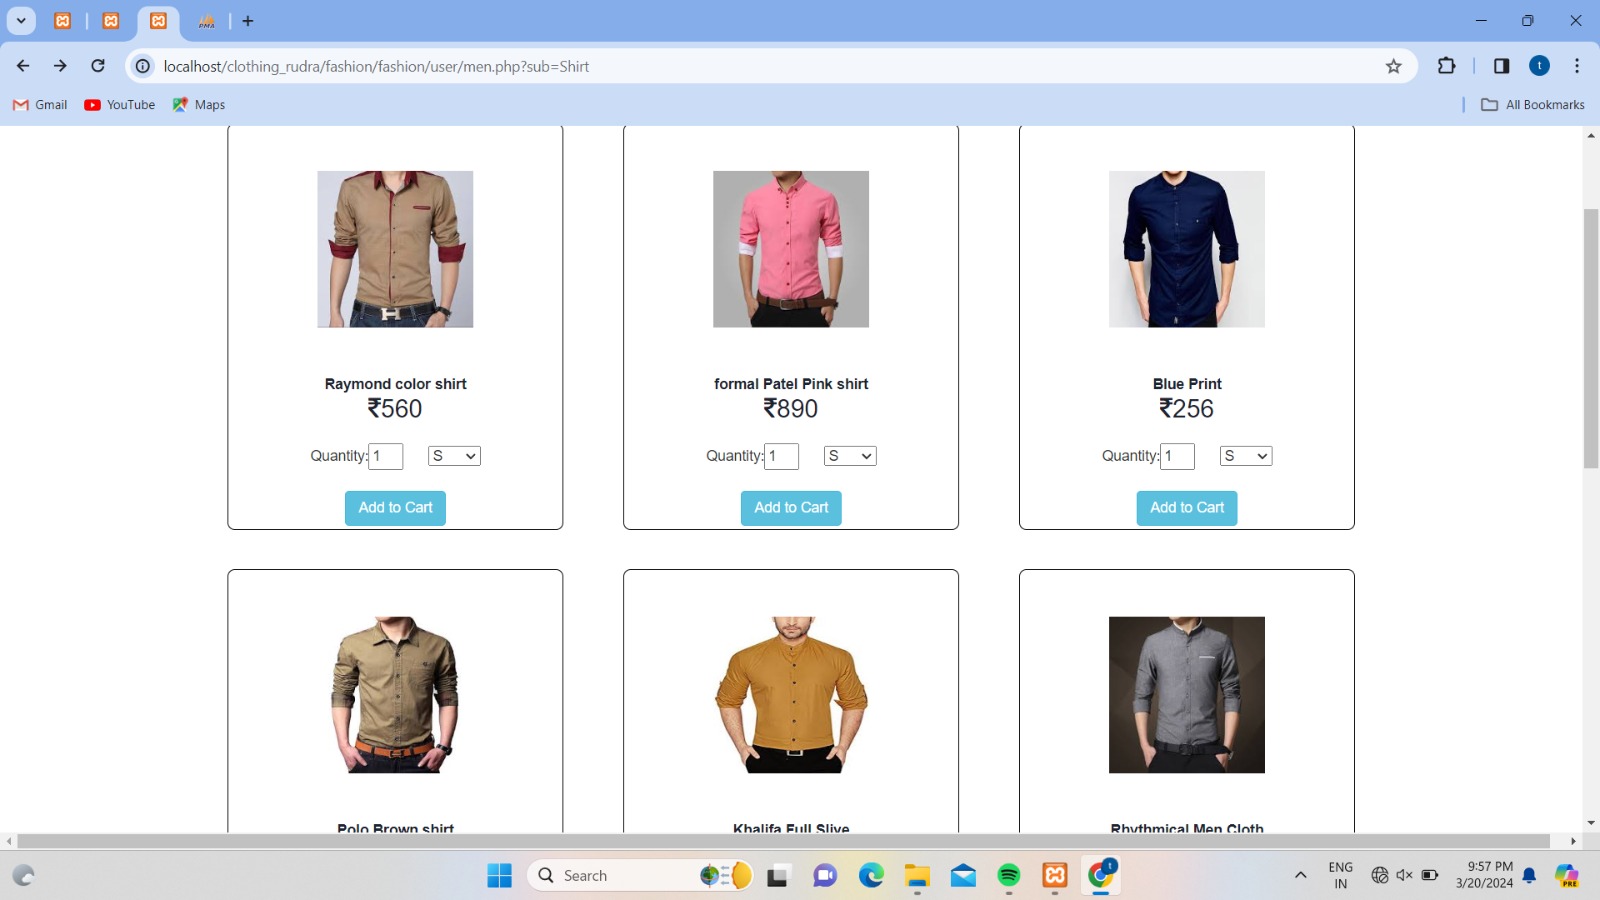 PMA
localhost/clothing_rudra/fashion/fashion/user/men.php?sub=Shirt
t
Gmail
YouTube
Maps
All Bookmarks
Raymond color shirt
₹560
Quantity: 1 S
Add to Cart
formal Patel Pink shirt
₹890
Quantity: 1 S
Add to Cart
Blue Print
₹256
Quantity: 1 S
Add to Cart
Polo Brown shirt
Khalifa Full Slive
Rhythmical Men Cloth
Search
t
ENG
IN
9:57 PM
3/20/2024
PRE